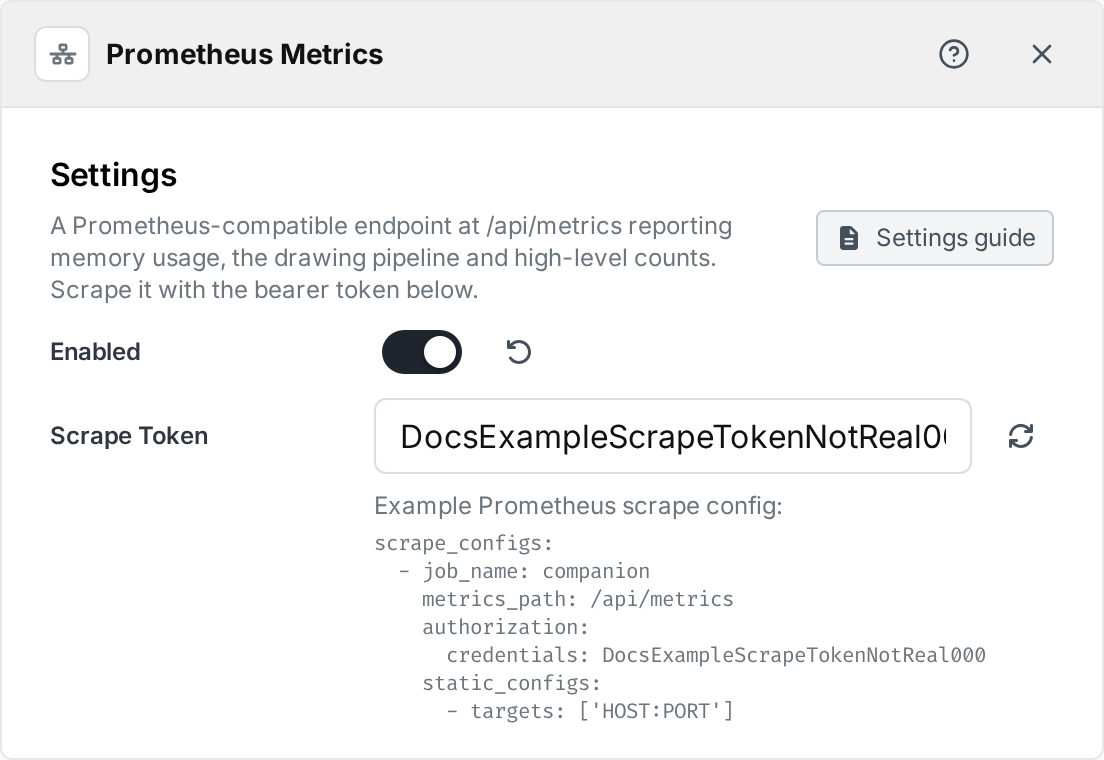 Prometheus Metrics
Settings
A Prometheus-compatible endpoint at /api/metrics reporting
memory usage, the drawing pipeline and high-level counts.
Scrape it with the bearer token below.
Settings guide
Enabled
Scrape Token
DocsExampleScrapeTokenNotReal0
Example Prometheus scrape config:
scrape_configs:
  - job_name: companion
    metrics_path: /api/metrics
    authorization:
      credentials: DocsExampleScrapeTokenNotReal000
    static_configs:
      - targets: ['HOST:PORT']